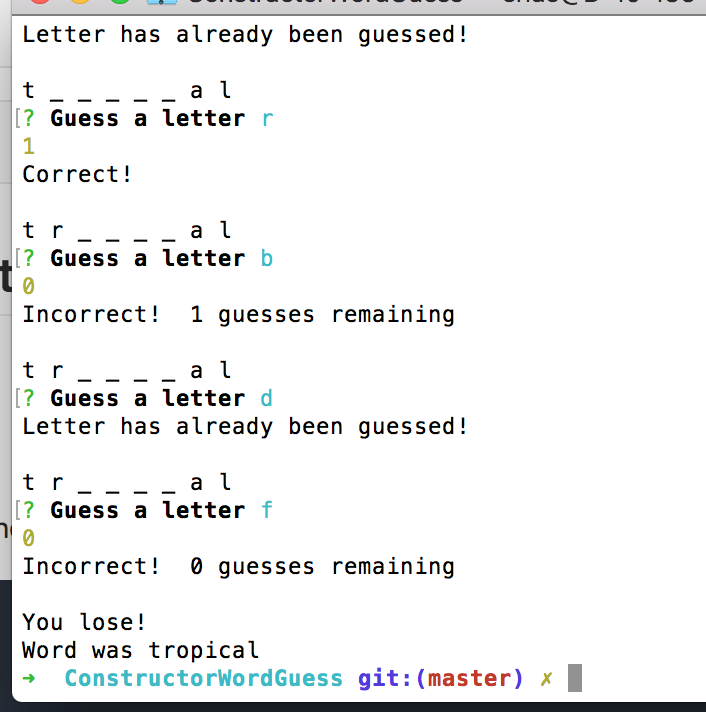 Letter has already been guessed!
t _ _ _ _ _ a l
? Guess a letter r
1
Correct!
t r _ _ _ _ a l
? Guess a letter b
0
Incorrect!  1 guesses remaining
t r _ _ _ _ a l
? Guess a letter d
Letter has already been guessed!
t r _ _ _ _ a l
? Guess a letter f
0
Incorrect!  0 guesses remaining
You lose!
Word was tropical
➜  ConstructorWordGuess git:(master) ✗